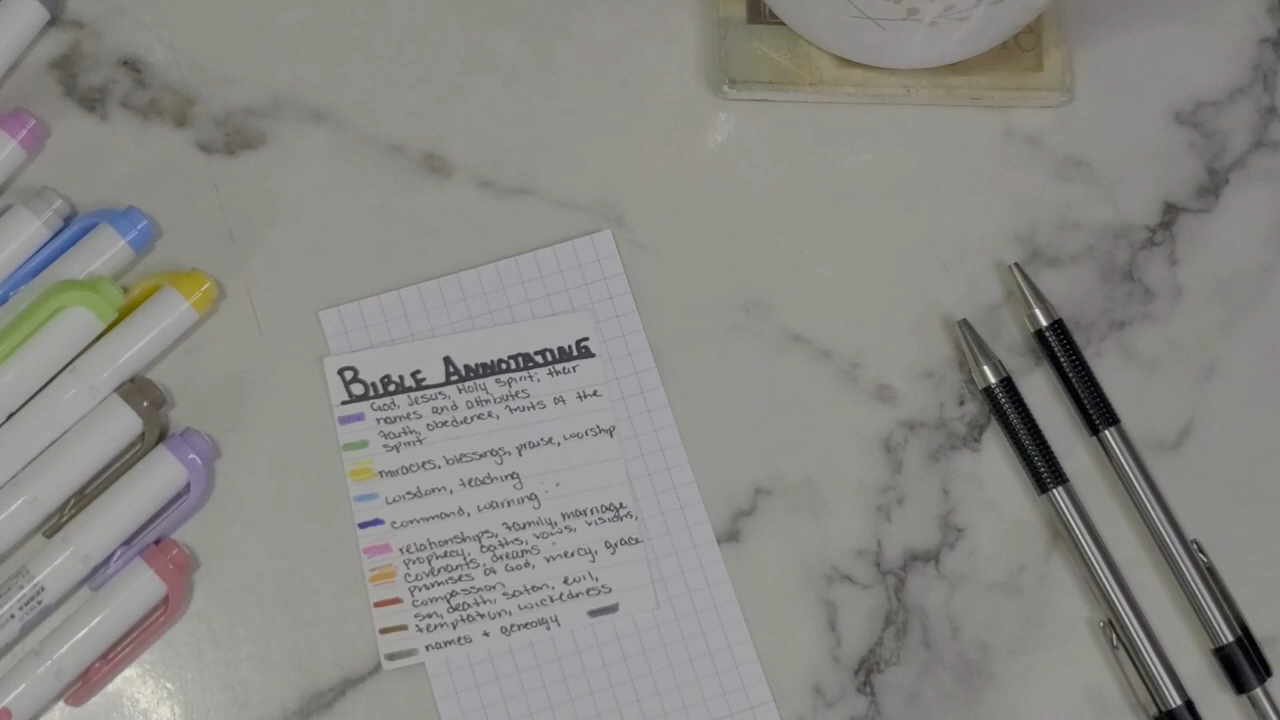 BIBLE ANNOTATING
God, Jesus, Holy Spirit; their
names and attributes
faith, obedience, fruits of the
spirit
miracles, blessings, praise, worship
wisdom, teaching
command, warning
relationships, family, marriage
prophecy, oaths, vows, visions,
covenants, dreams
promises of God, mercy, grace
compassion
sin, death, satan, evil,
temptation, wickedness
names + geneolgy
ZEBRA